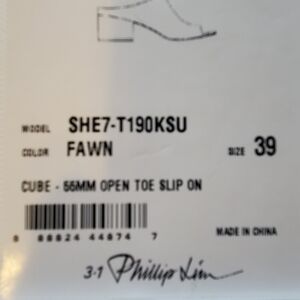 MODEL SHE7-T190KSU
COLOR FAWN SIZE 39
CUBE - 55MM OPEN TOE SLIP ON
MADE IN CHINA
3·1 Phillip Lim